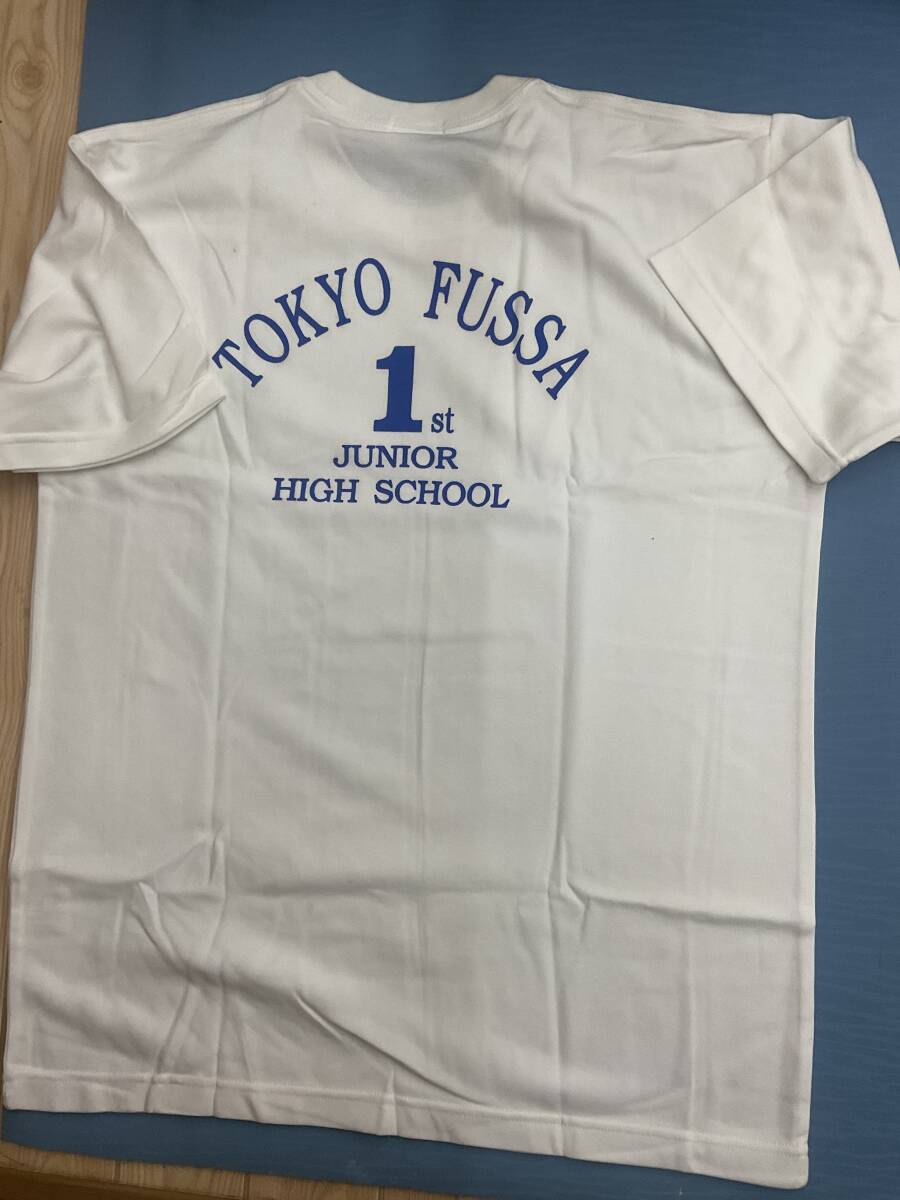 TOKYO FUSSA
1st
JUNIOR
HIGH SCHOOL